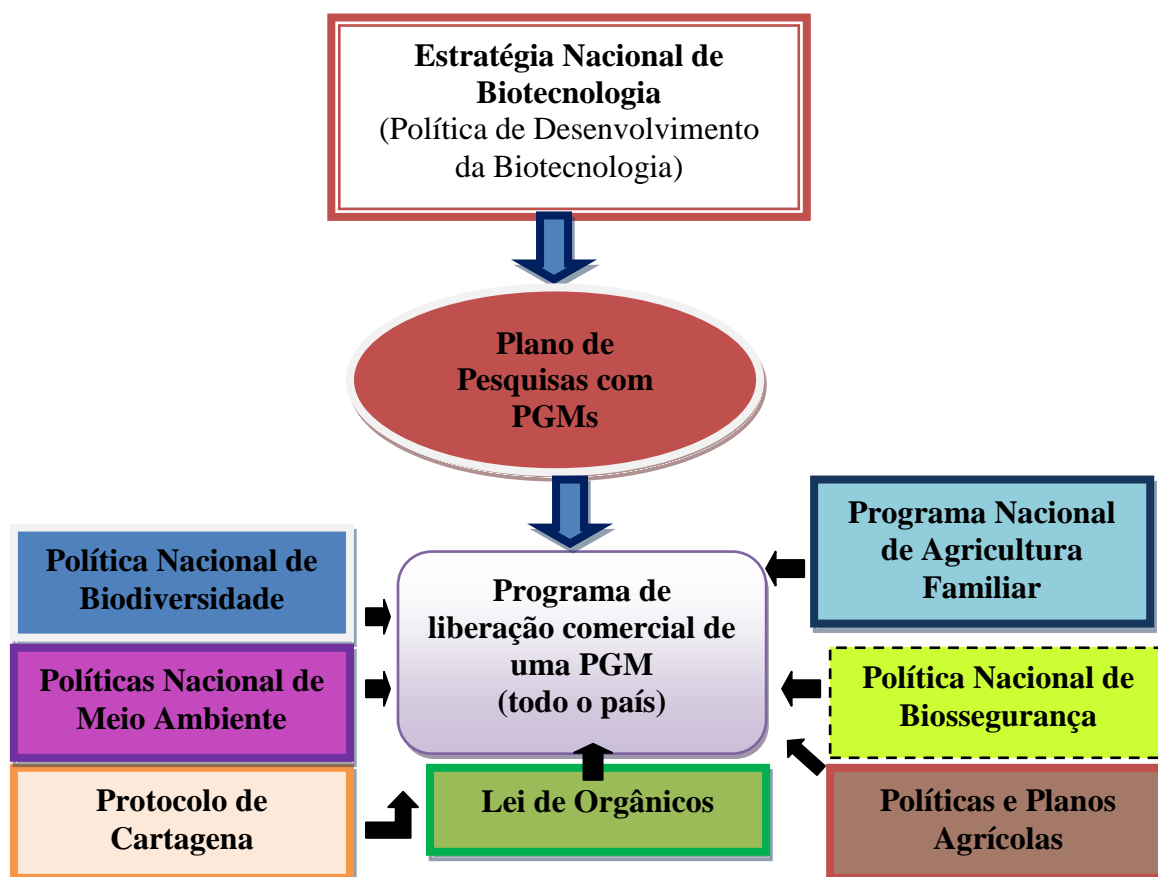 Estratégia Nacional de
Biotecnologia
(Política de Desenvolvimento
da Biotecnologia)
Plano de
Pesquisas com
PGMs
Programa Nacional
de Agricultura
Familiar
Política Nacional de
Biodiversidade
Programa de
liberação comercial de
uma PGM
(todo o país)
Políticas Nacional de
Meio Ambiente
Política Nacional de
Biossegurança
Protocolo de
Cartagena
Lei de Orgânicos
Políticas e Planos
Agrícolas